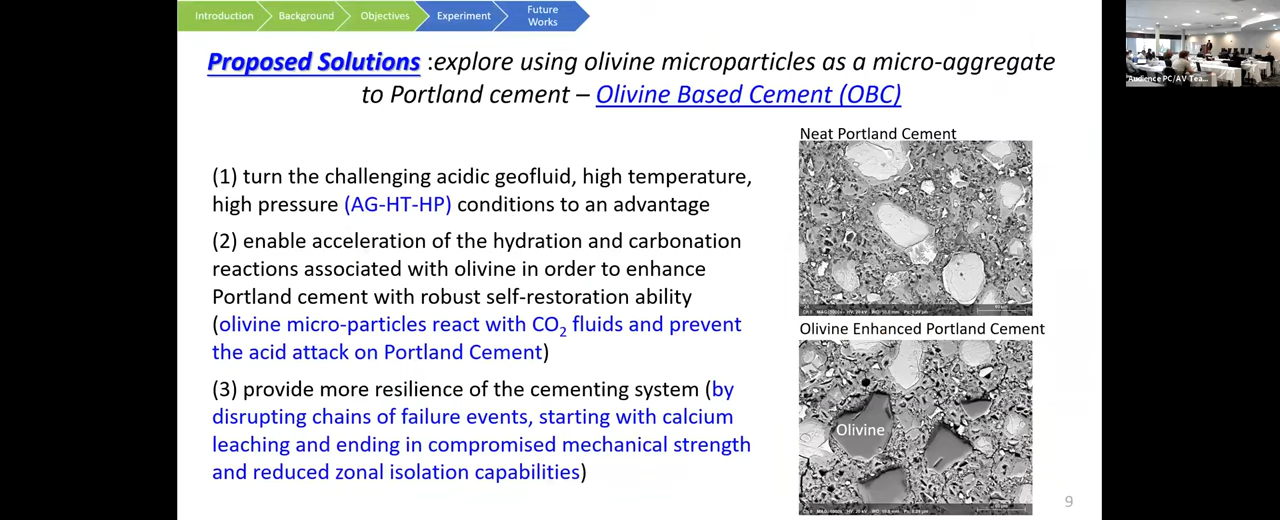 Introduction
Background
Objectives
Experiment
Future
Works
Proposed Solutions :explore using olivine microparticles as a micro-aggregate
to Portland cement – Olivine Based Cement (OBC)
(1) turn the challenging acidic geofluid, high temperature,
high pressure (AG-HT-HP) conditions to an advantage
(2) enable acceleration of the hydration and carbonation
reactions associated with olivine in order to enhance
Portland cement with robust self-restoration ability
(olivine micro-particles react with CO2 fluids and prevent
the acid attack on Portland Cement)
(3) provide more resilience of the cementing system (by
disrupting chains of failure events, starting with calcium
leaching and ending in compromised mechanical strength
and reduced zonal isolation capabilities)
Neat Portland Cement
Olivine Enhanced Portland Cement
Olivine
9
Audience PC/AV Tea...